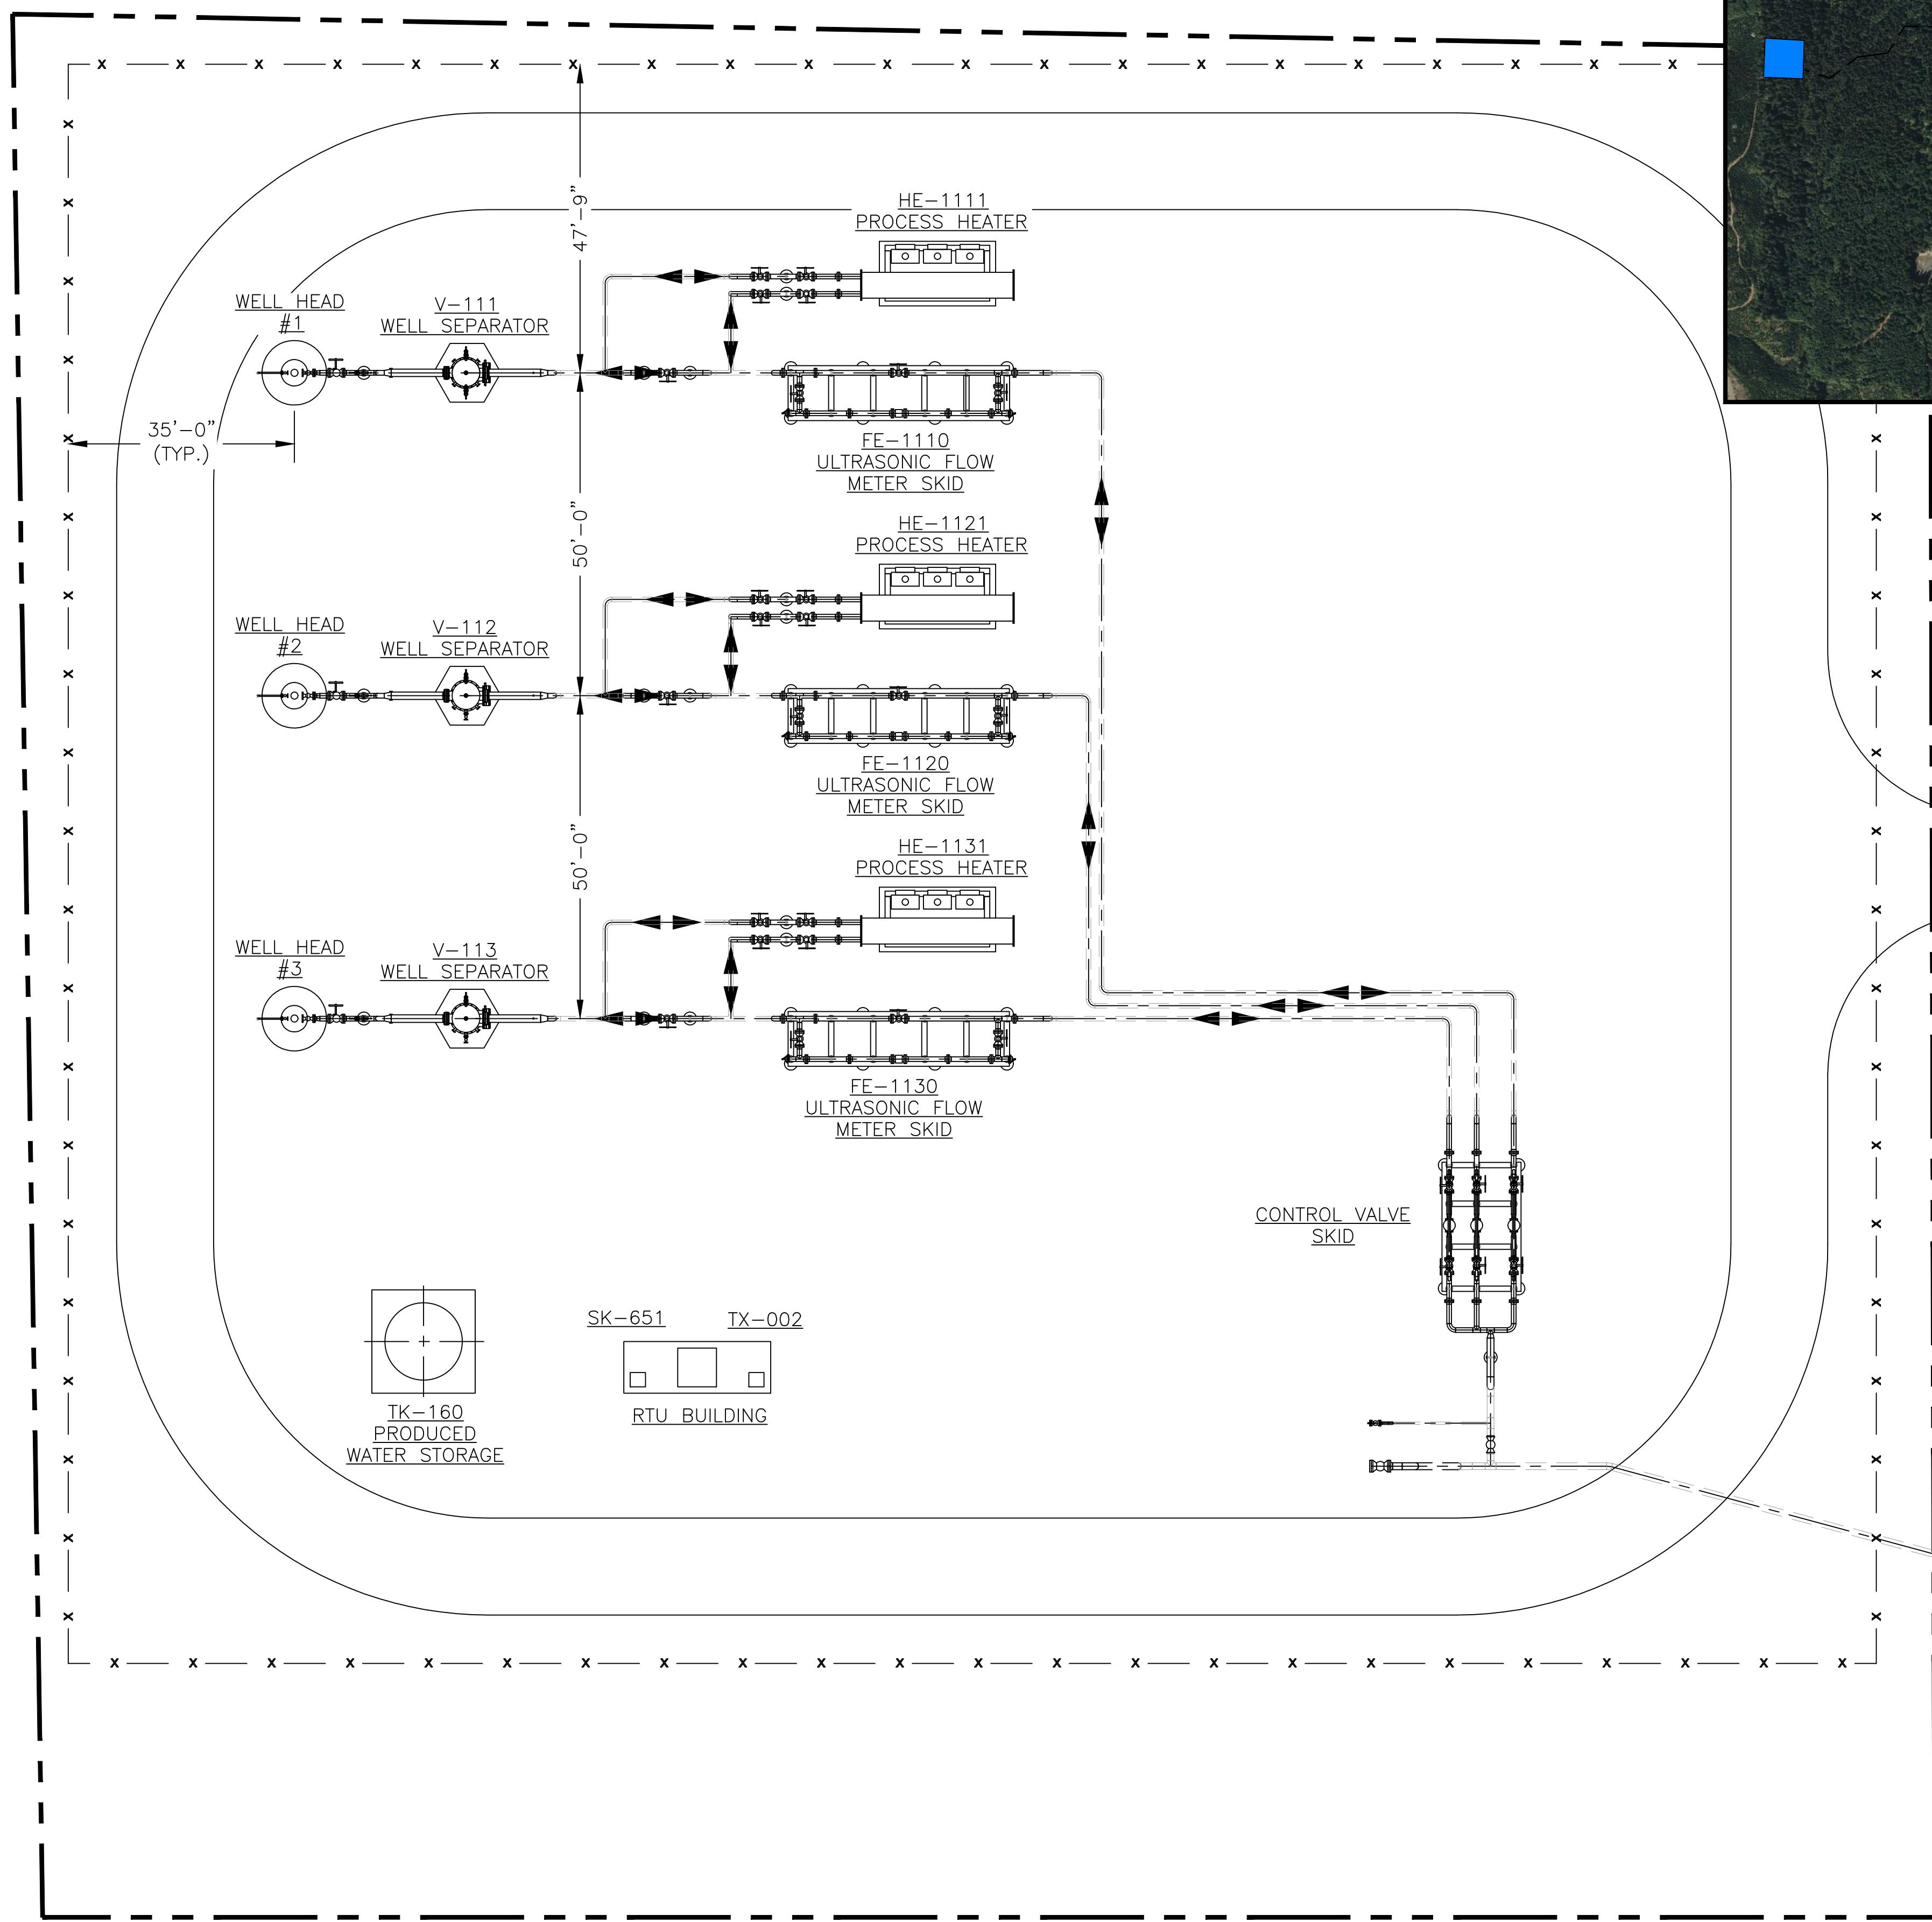 HE-1111
PROCESS HEATER
47'-9"
WELL HEAD
#1
V-111
WELL SEPARATOR
35'-0"
(TYP.)
FE-1110
ULTRASONIC FLOW
METER SKID
50'-0"
HE-1121
PROCESS HEATER
WELL HEAD
#2
V-112
WELL SEPARATOR
FE-1120
ULTRASONIC FLOW
METER SKID
50'-0"
HE-1131
PROCESS HEATER
WELL HEAD
#3
V-113
WELL SEPARATOR
FE-1130
ULTRASONIC FLOW
METER SKID
CONTROL VALVE
SKID
SK-651
TX-002
RTU BUILDING
TK-160
PRODUCED
WATER STORAGE